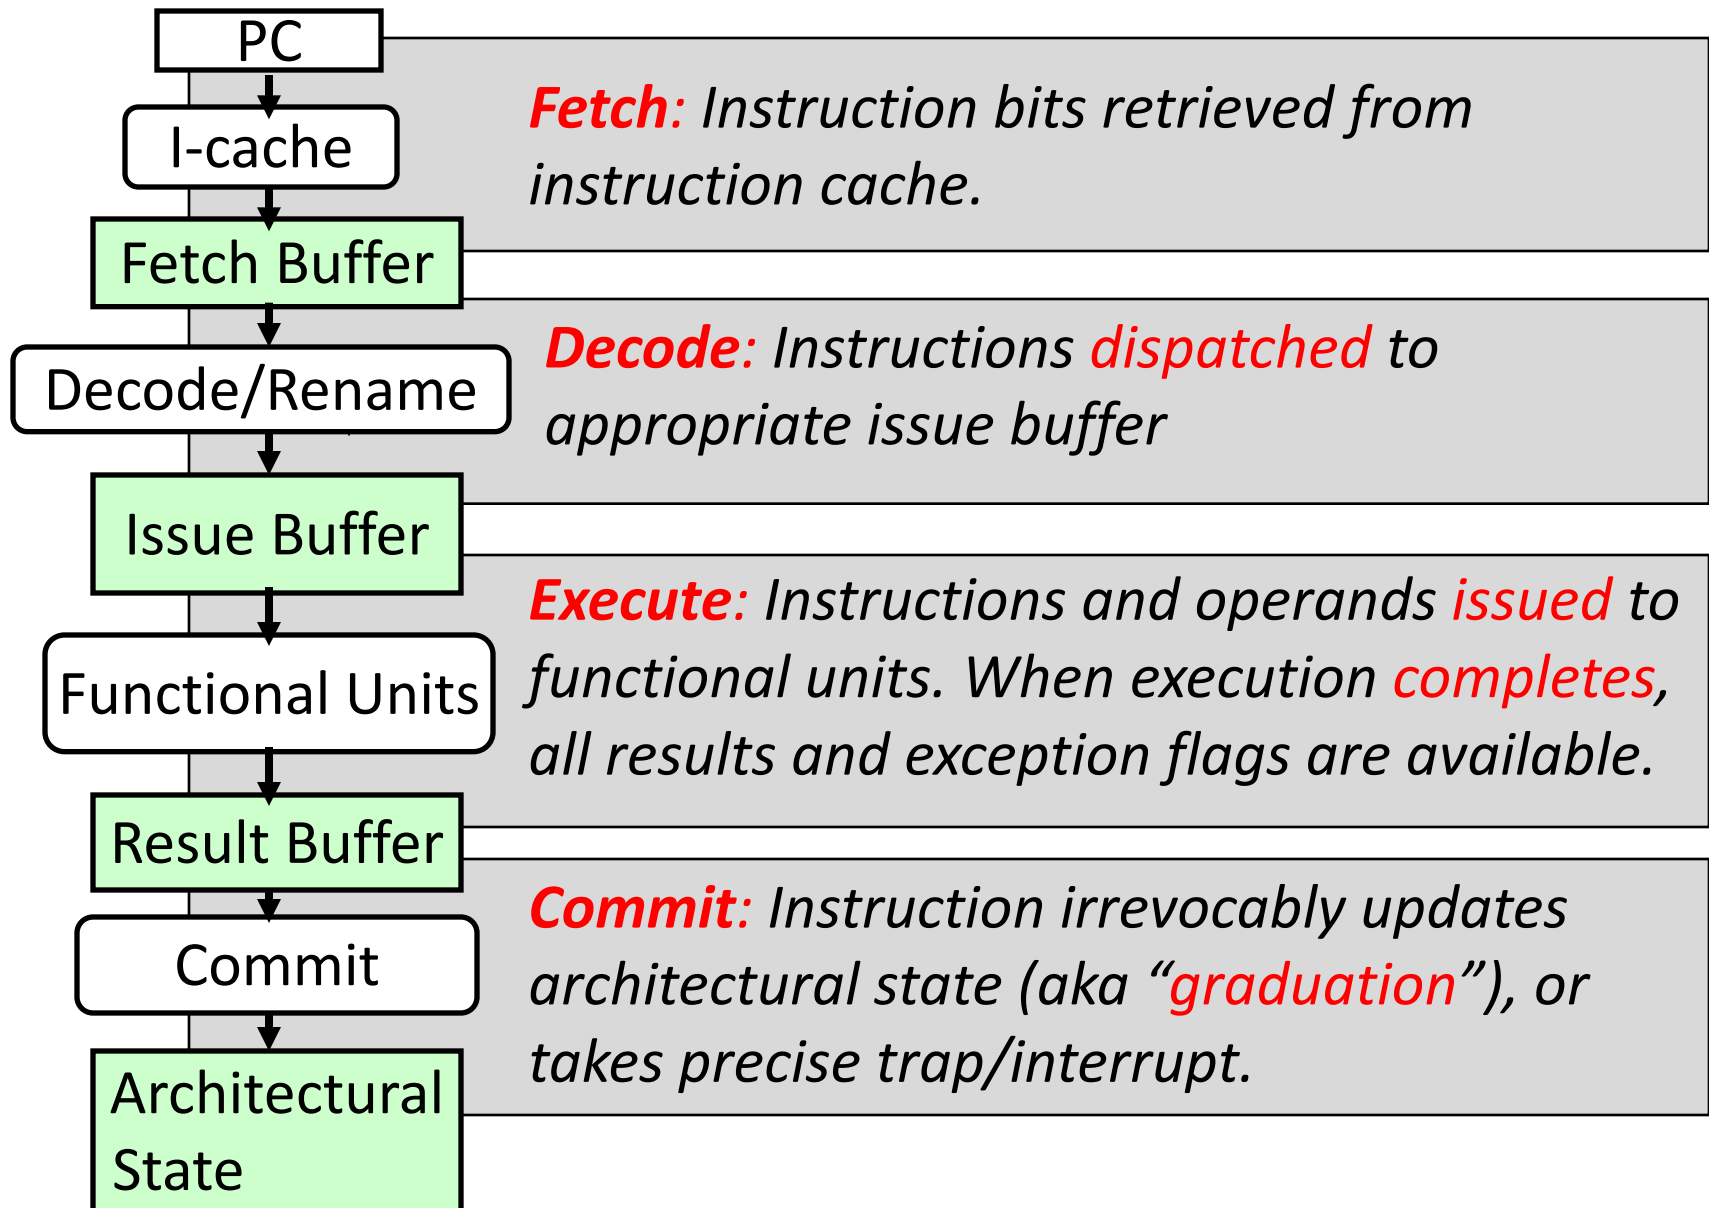 PC
I-cache
Fetch Buffer
Decode/Rename
Issue Buffer
Functional Units
Result Buffer
Commit
Architectural
State
Fetch: Instruction bits retrieved from
instruction cache.
Decode: Instructions dispatched to
appropriate issue buffer
Execute: Instructions and operands issued to
functional units. When execution completes,
all results and exception flags are available.
Commit: Instruction irrevocably updates
architectural state (aka “graduation”), or
takes precise trap/interrupt.